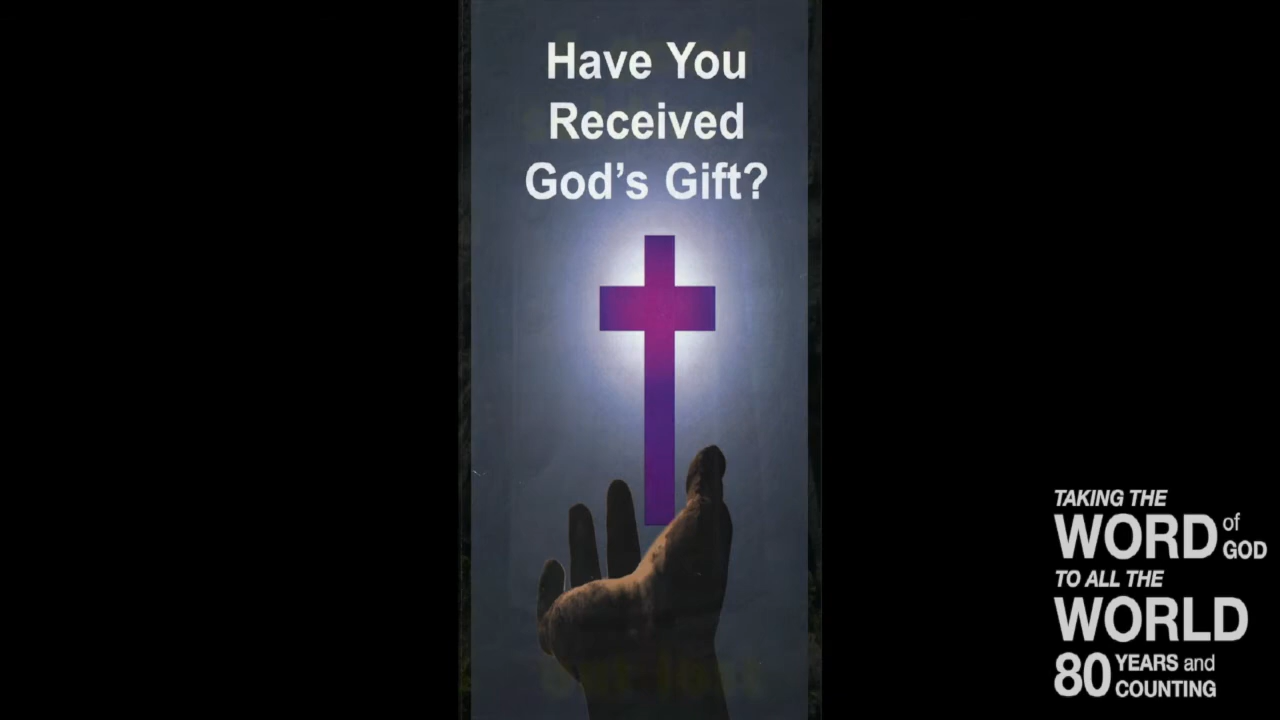 Have You
Received
God's Gift?
TAKING THE
WORD of GOD
TO ALL THE
WORLD
80 YEARS and
COUNTING